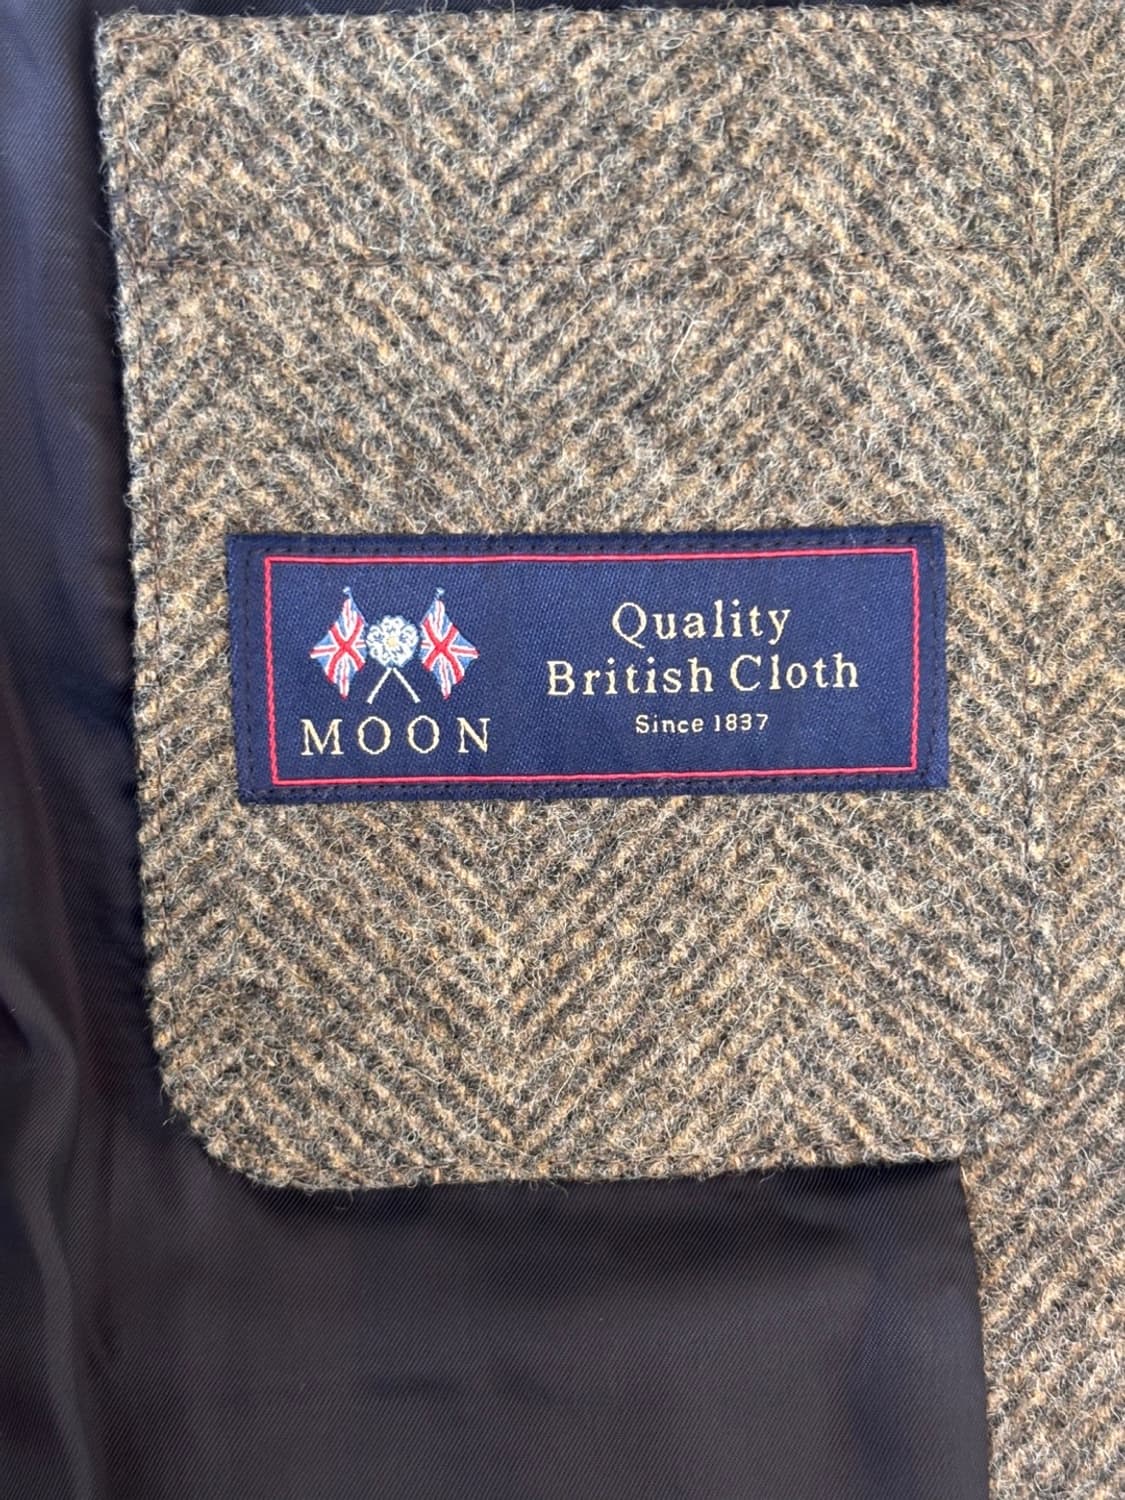 MOON
Quality
British Cloth
Since 1837